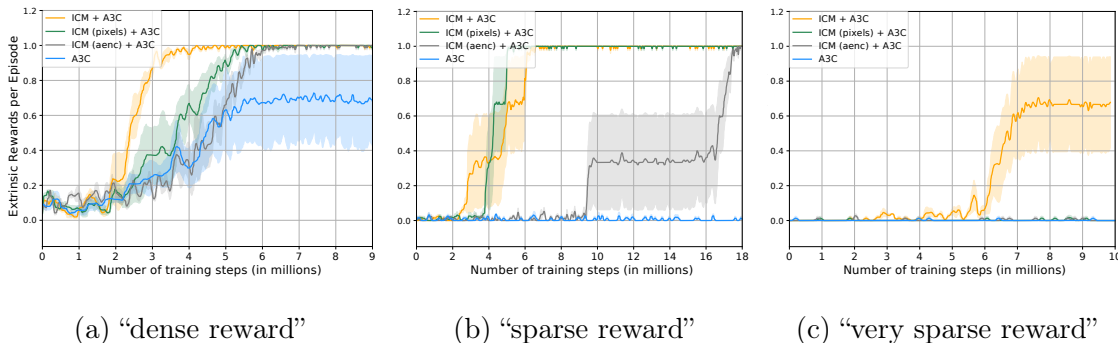 ICM + A3C
ICM (pixels) + A3C
ICM (aenc) + A3C
A3C
Extrinsic Rewards per Episode
1.2
1.0
0.8
0.6
0.4
0.2
0.0
0 1 2 3 4 5 6 7 8 9
Number of training steps (in millions)
(a) “dense reward”
ICM + A3C
ICM (pixels) + A3C
ICM (aenc) + A3C
A3C
1.2
1.0
0.8
0.6
0.4
0.2
0.0
0 2 4 6 8 10 12 14 16 18
Number of training steps (in millions)
(b) “sparse reward”
ICM + A3C
ICM (pixels) + A3C
ICM (aenc) + A3C
A3C
1.2
1.0
0.8
0.6
0.4
0.2
0.0
0 1 2 3 4 5 6 7 8 9 10
Number of training steps (in millions)
(c) “very sparse reward”